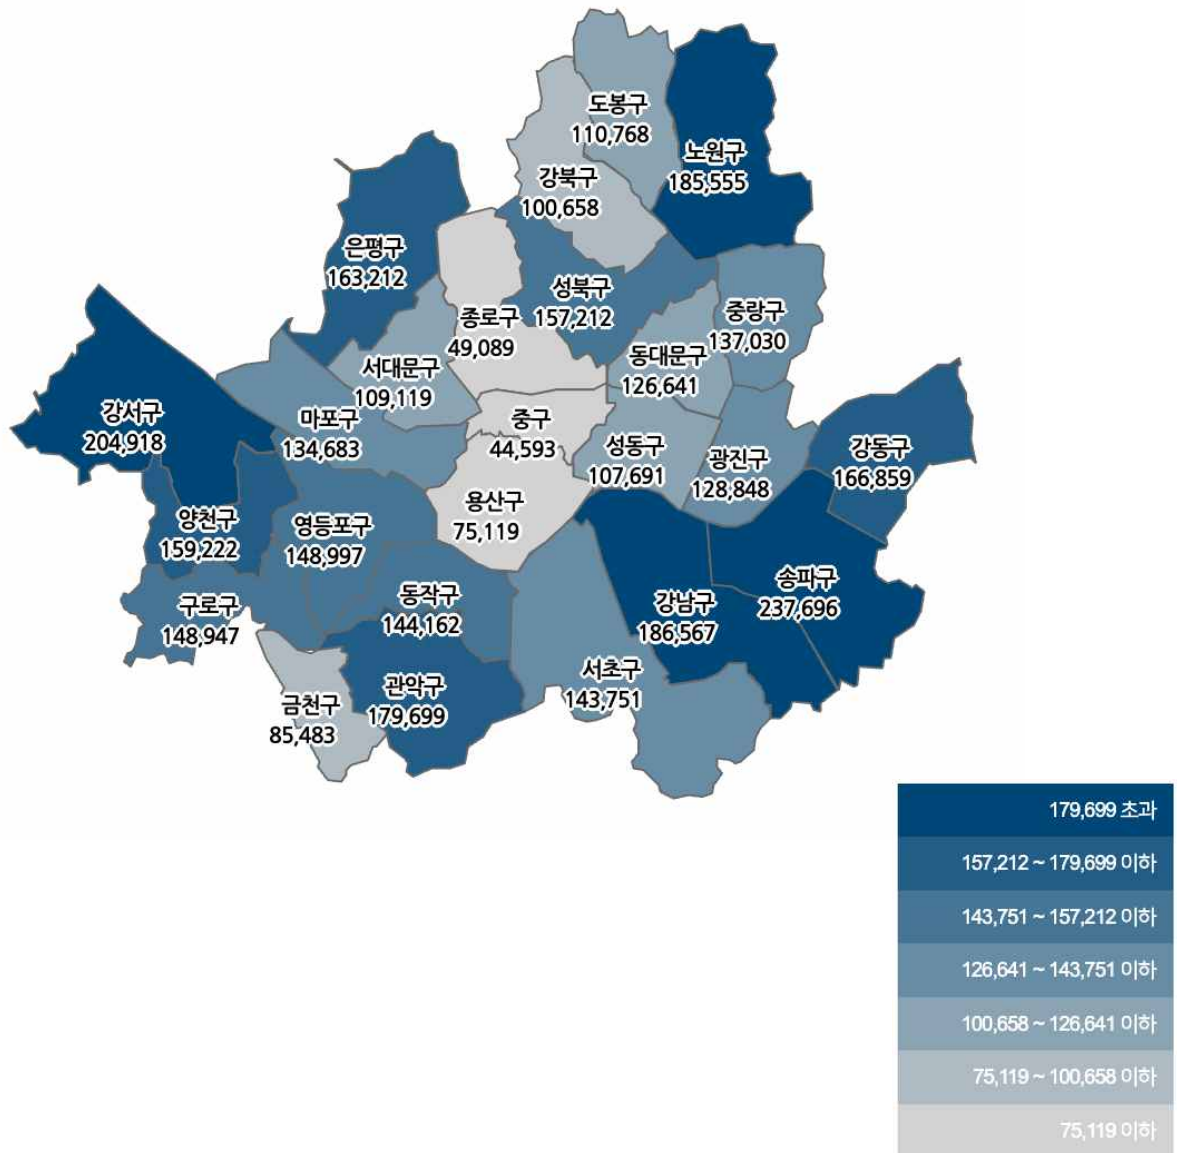 도봉구
110,768
노원구
185,555
강북구
100,658
은평구
163,212
성북구
157,212
종로구
49,089
중랑구
137,030
동대문구
126,641
서대문구
109,119
강서구
204,918
마포구
134,683
중구
44,593
성동구
107,691
광진구
128,848
강동구
166,859
용산구
75,119
양천구
159,222
영등포구
148,997
구로구
148,947
동작구
144,162
강남구
186,567
송파구
237,696
서초구
143,751
관악구
179,699
금천구
85,483
179,699 초과
157,212 ~ 179,699 이하
143,751 ~ 157,212 이하
126,641 ~ 143,751 이하
100,658 ~ 126,641 이하
75,119 ~ 100,658 이하
75,119 이하